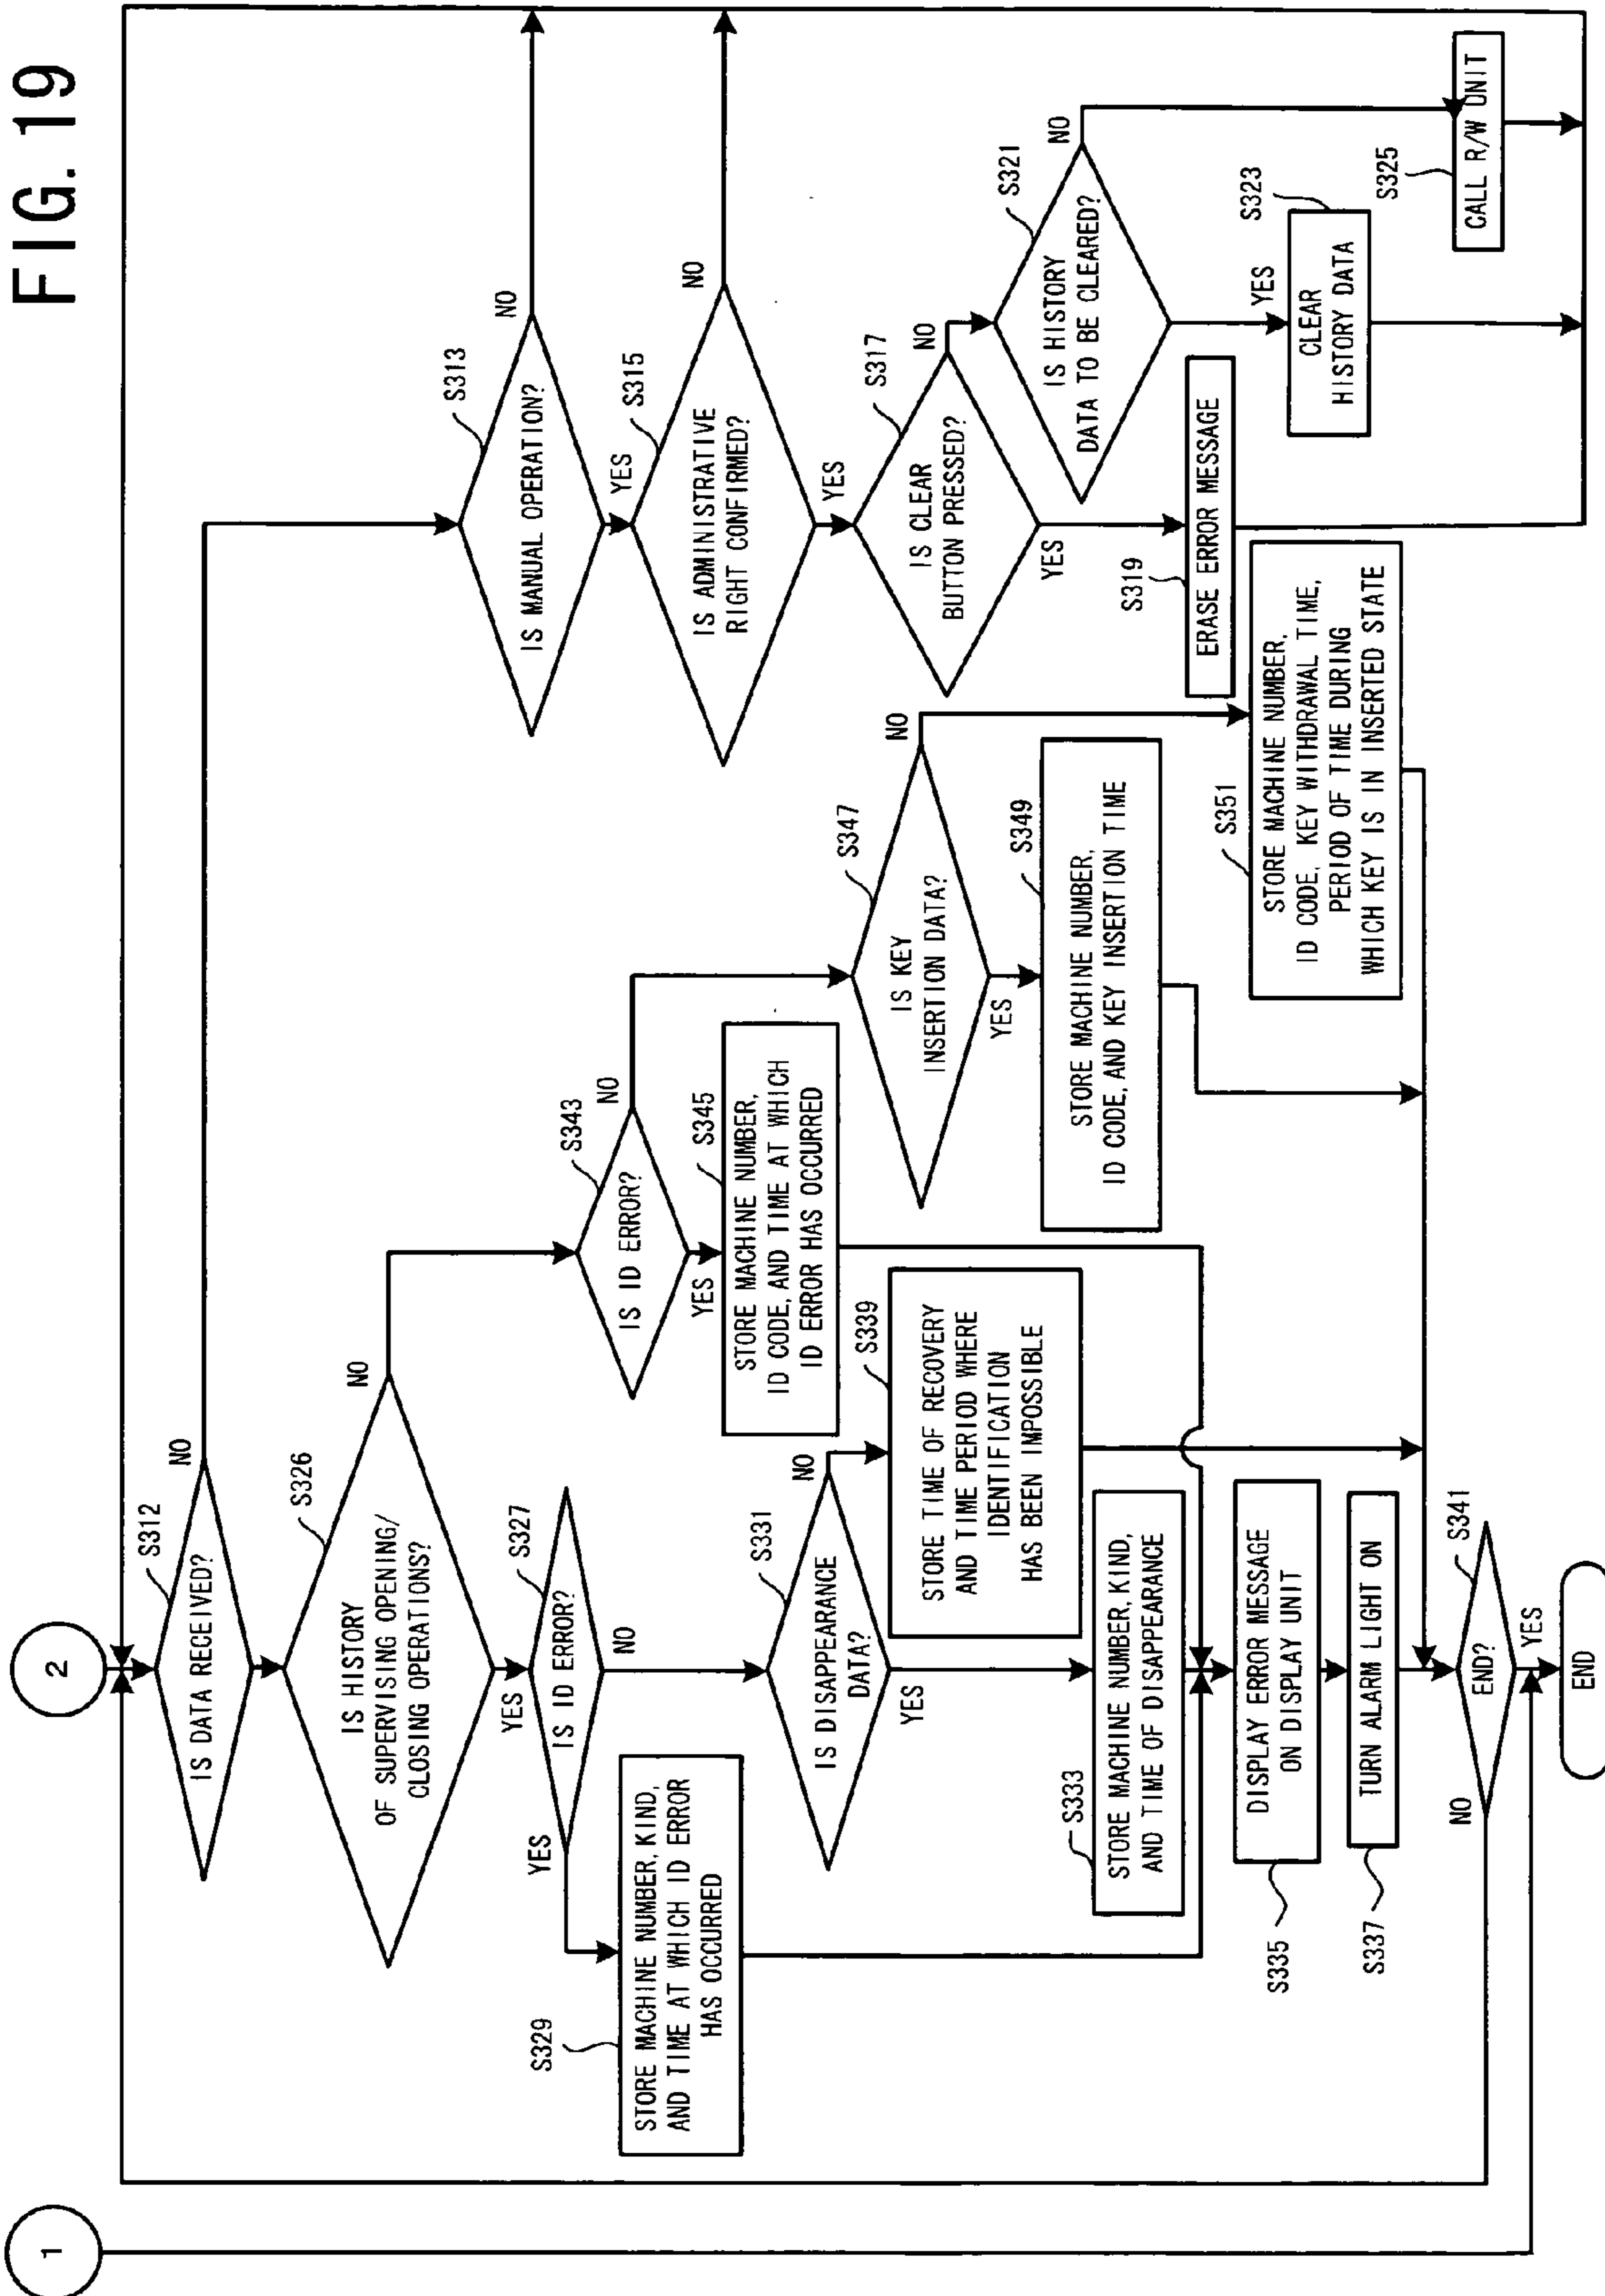 FIG. 19
1
2
S312
IS DATA RECEIVED?
NO
S326
IS HISTORY
OF SUPERVISING OPENING/
CLOSING OPERATIONS?
NO
YES
S327
IS ID ERROR?
YES
NO
S329
STORE MACHINE NUMBER, KIND,
AND TIME AT WHICH ID ERROR
HAS OCCURRED
S331
IS DISAPPEARANCE
DATA?
NO
YES
S339
STORE TIME OF RECOVERY
AND TIME PERIOD WHERE
IDENTIFICATION
HAS BEEN IMPOSSIBLE
S333
STORE MACHINE NUMBER, KIND,
AND TIME OF DISAPPEARANCE
S335
DISPLAY ERROR MESSAGE
ON DISPLAY UNIT
S337
TURN ALARM LIGHT ON
S341
END?
NO
YES
END
S343
IS ID ERROR?
NO
YES
S345
STORE MACHINE NUMBER,
ID CODE, AND TIME AT WHICH
ID ERROR HAS OCCURRED
S347
IS KEY
INSERTION DATA?
NO
YES
S349
STORE MACHINE NUMBER,
ID CODE, AND KEY INSERTION TIME
S351
STORE MACHINE NUMBER,
ID CODE, KEY WITHDRAWAL TIME,
PERIOD OF TIME DURING
WHICH KEY IS IN INSERTED STATE
S313
IS MANUAL OPERATION?
NO
YES
S315
IS ADMINISTRATIVE
RIGHT CONFIRMED?
NO
YES
S317
IS CLEAR
BUTTON PRESSED?
NO
YES
S319
ERASE ERROR MESSAGE
S321
IS HISTORY
DATA TO BE CLEARED?
NO
YES
S323
CLEAR
HISTORY DATA
S325
CALL R/W UNIT